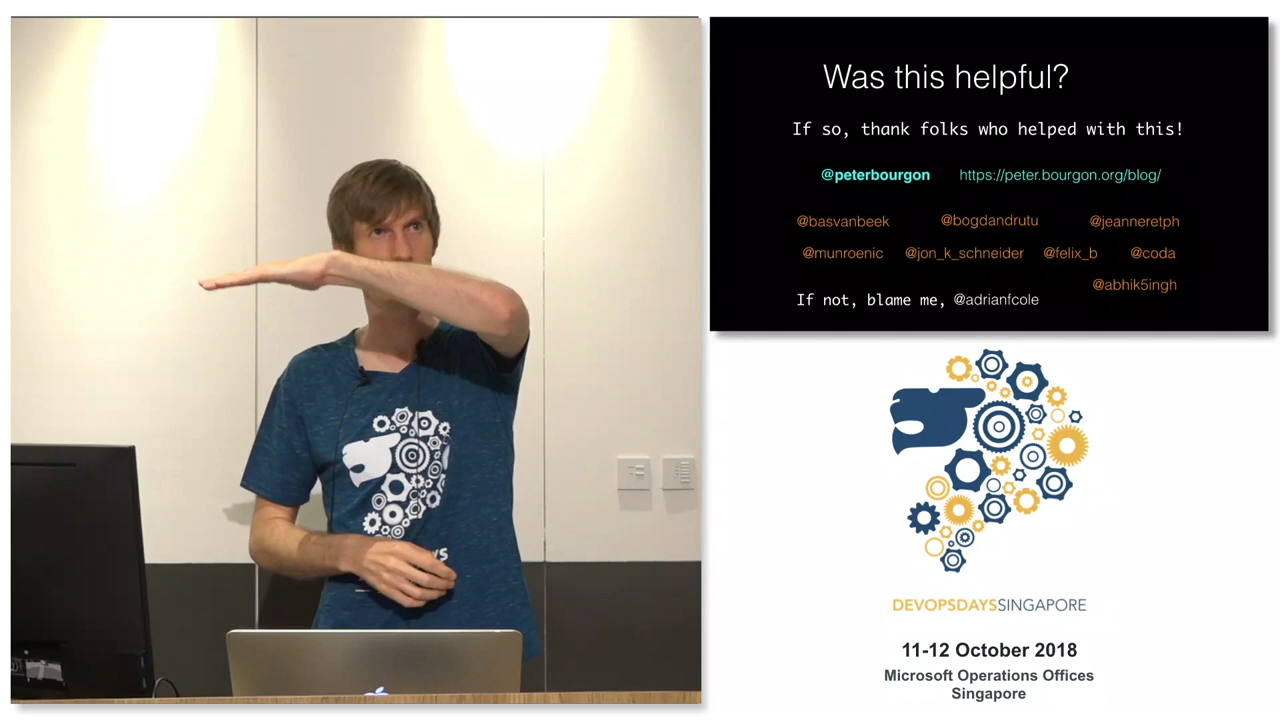 Was this helpful?
If so, thank folks who helped with this!
@peterbourgon https://peter.bourgon.org/blog/
@basvanbeek @bogdandrutu @jeanneretph
@munroenic @jon_k_schneider @felix_b @coda
@abhik5ingh
If not, blame me, @adrianfcole
DEVOPSDAYSSINGAPORE
11-12 October 2018
Microsoft Operations Offices
Singapore